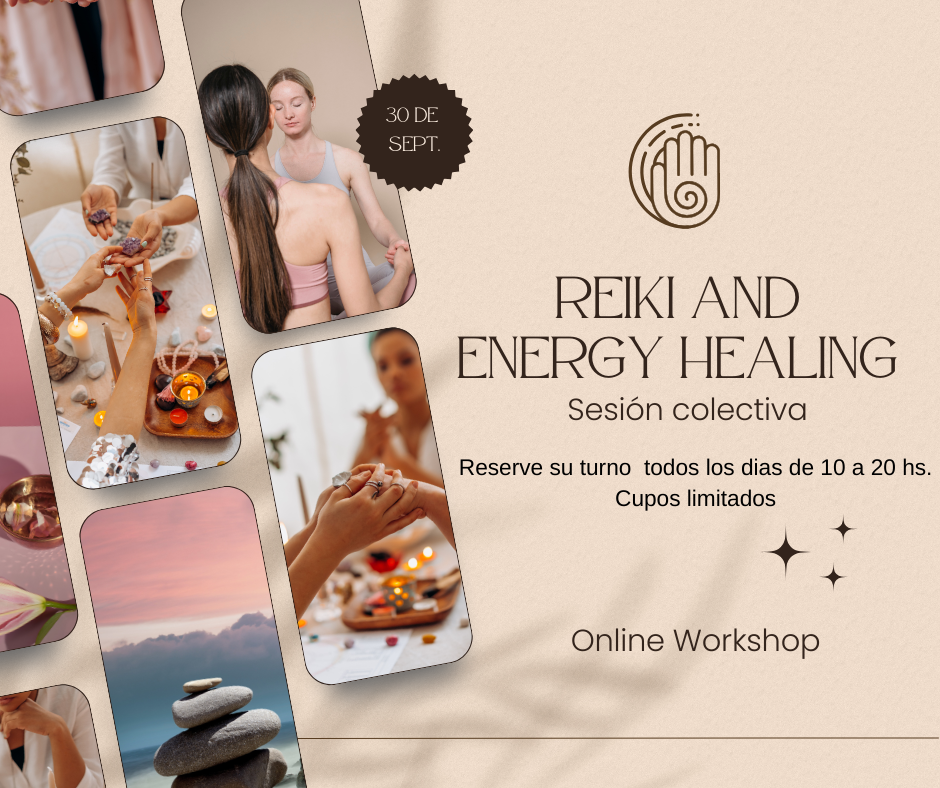 30 DE
SEPT.
REIKI AND
ENERGY HEALING
Sesión colectiva
Reserve su turno  todos los dias de 10 a 20 hs.
Cupos limitados
Online Workshop